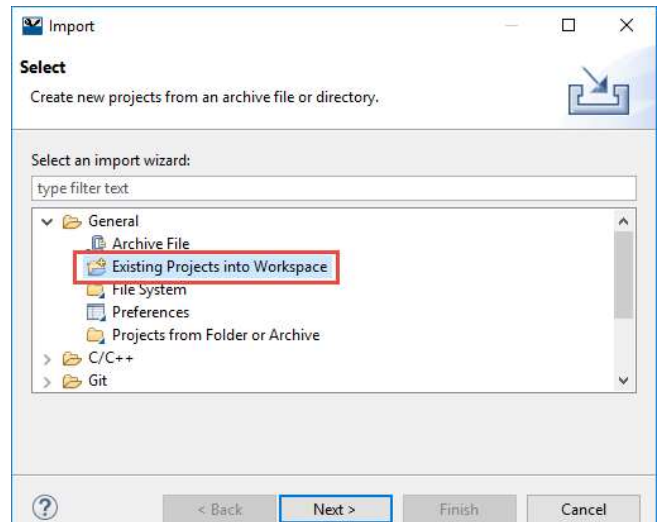 Import
Select
Create new projects from an archive file or directory.
Select an import wizard:
type filter text
General
Archive File
Existing Projects into Workspace
File System
Preferences
Projects from Folder or Archive
C/C++
Git
?
< Back
Next >
Finish
Cancel